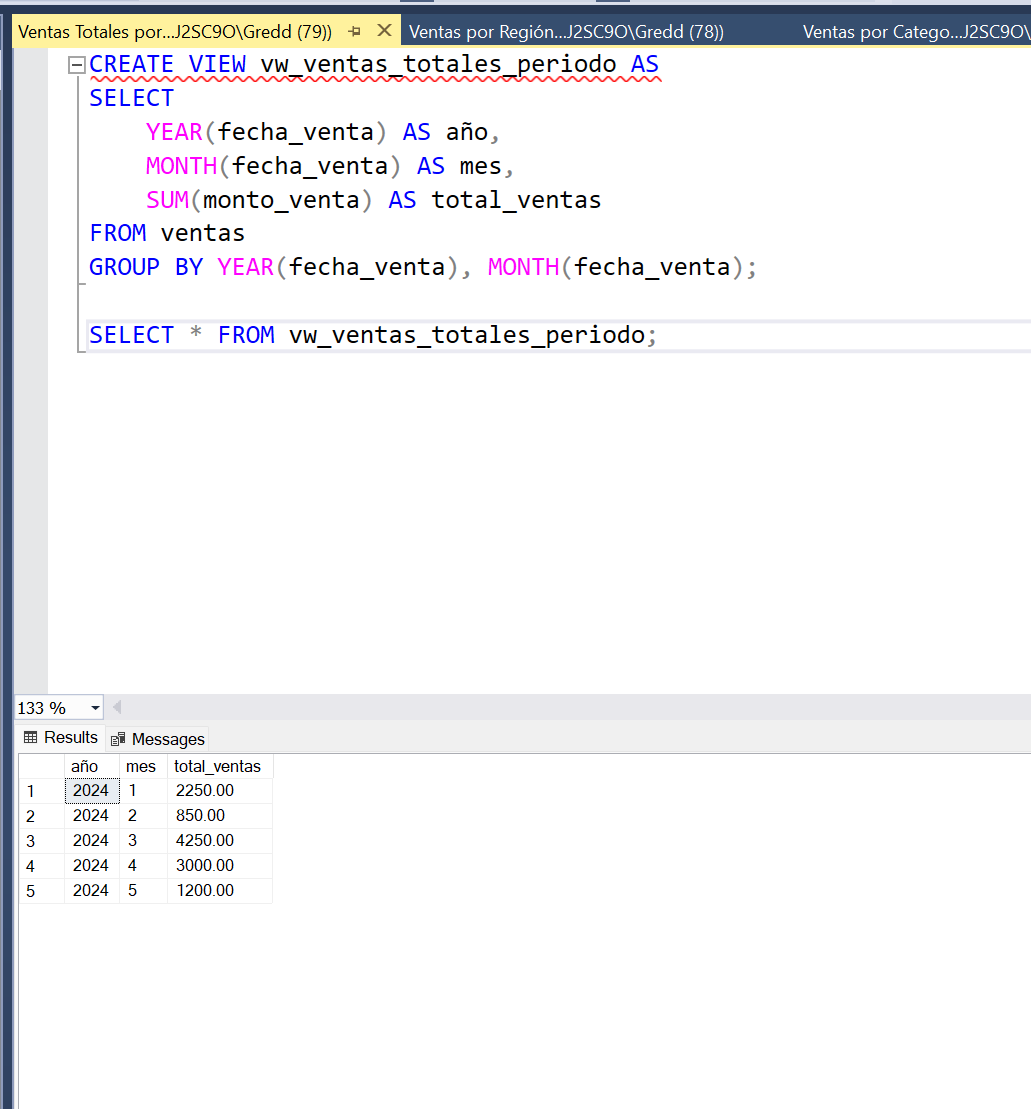 Ventas Totales por...J2SC9O\Gredd (79)) Ventas por Región...J2SC9O\Gredd (78)) Ventas por Catego...J2SC9O\
CREATE VIEW vw_ventas_totales_periodo AS
SELECT
YEAR(fecha_venta) AS año,
MONTH(fecha_venta) AS mes,
SUM(monto_venta) AS total_ventas
FROM ventas
GROUP BY YEAR(fecha_venta), MONTH(fecha_venta);
SELECT * FROM vw_ventas_totales_periodo;
133 %
Results Messages
año mes total_ventas
1 2024 1 2250.00
2 2024 2 850.00
3 2024 3 4250.00
4 2024 4 3000.00
5 2024 5 1200.00